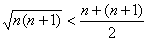 √(n(n+1)) < (n+(n+1))/2